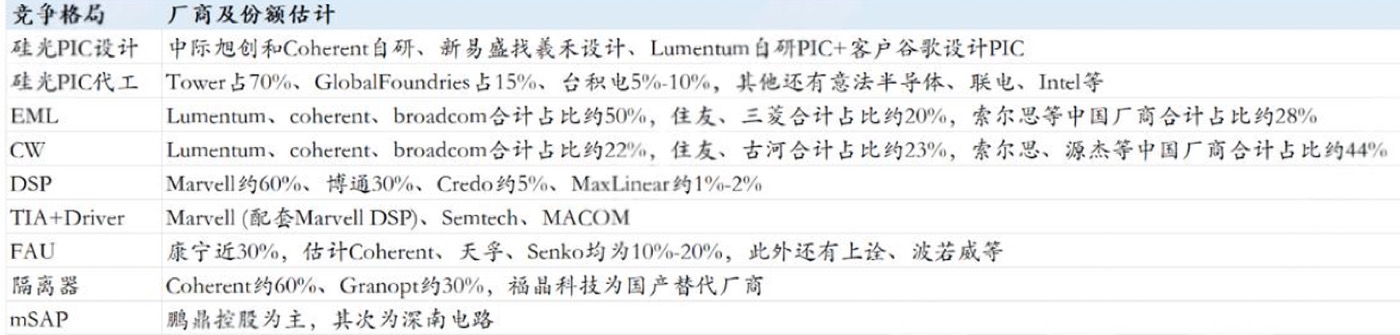 竞争格局 厂商及份额估计
硅光PIC设计 中际旭创和Coherent自研、新易盛找羲禾设计、Lumentum自研PIC+客户谷歌设计PIC
硅光PIC代工 Tower占70%、GlobalFoundries占15%、台积电5%-10%，其他还有意法半导体、联电、Intel等
EML Lumentum、coherent、broadcom合计占比约50%，住友、三菱合计占比约20%，索尔思等中国厂商合计占比约28%
CW Lumentum、coherent、broadcom合计占比约22%，住友、古河合计占比约23%，索尔思、源杰等中国厂商合计占比约44%
DSP Marvell约60%、博通30%、Credo约5%、MaxLinear约1%-2%
TIA+Driver Marvell (配套Marvell DSP)、Semtech、MACOM
FAU 康宁近30%，估计Coherent、天孚、Senko均为10%-20%，此外还有上诠、波若威等
隔离器 Coherent约60%、Granopt约30%，福晶科技为国产替代厂商
mSAP 鹏鼎控股为主，其次为深南电路